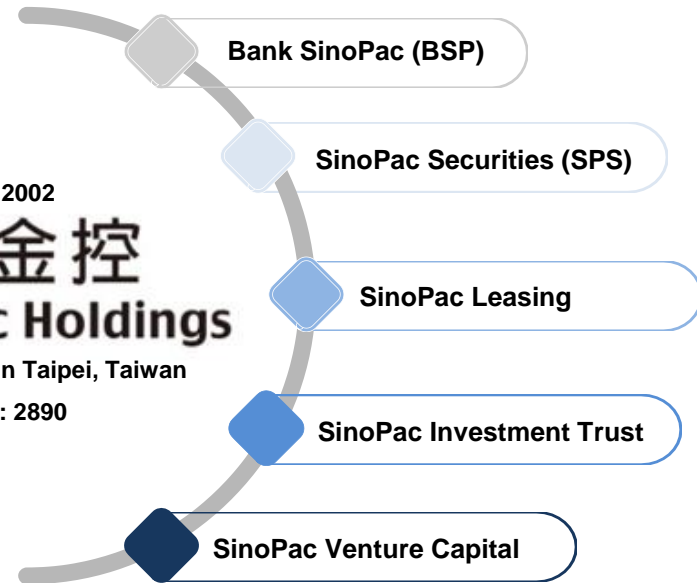 Bank SinoPac (BSP)
SinoPac Securities (SPS)
2002
金控
c Holdings
SinoPac Leasing
n Taipei, Taiwan
: 2890
SinoPac Investment Trust
SinoPac Venture Capital